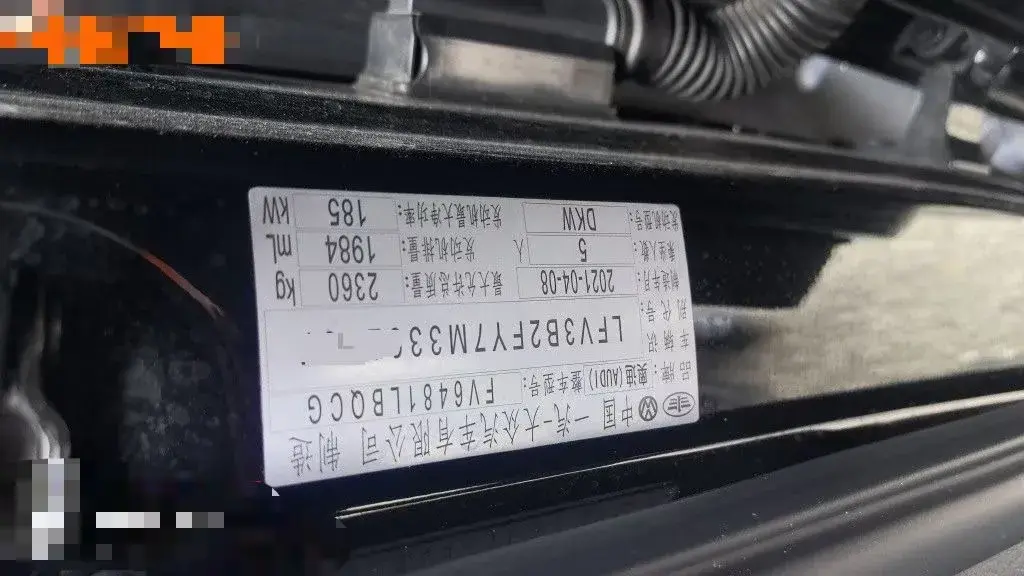 中国 一汽-大众汽车有限公司 制造
品牌: 奥迪(AUDI) 整车型号: FV6481LBQCG
车辆识别代号: LFV3B2FY7M33
制造年月: 2021-04-08 最大允许总质量: 2360 kg
乘坐人数: 5 人 发动机排量: 1984 mL
发动机型号: DKW 发动机最大净功率: 185 kW